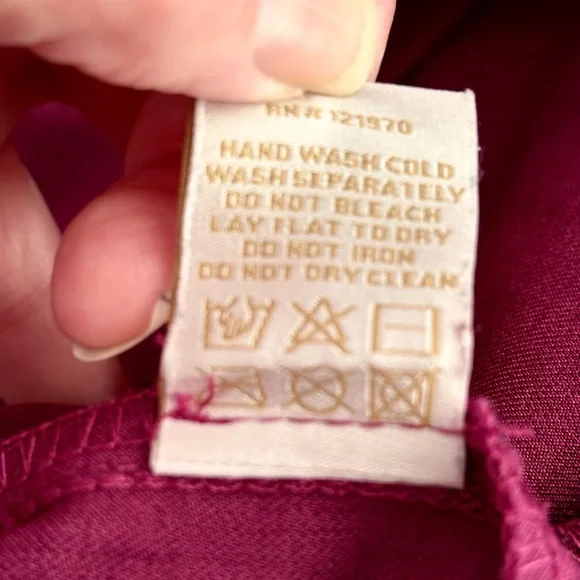 RN # 121970
HAND WASH COLD
WASH SEPARATELY
DO NOT BLEACH
LAY FLAT TO DRY
DO NOT IRON
DO NOT DRY CLEAN